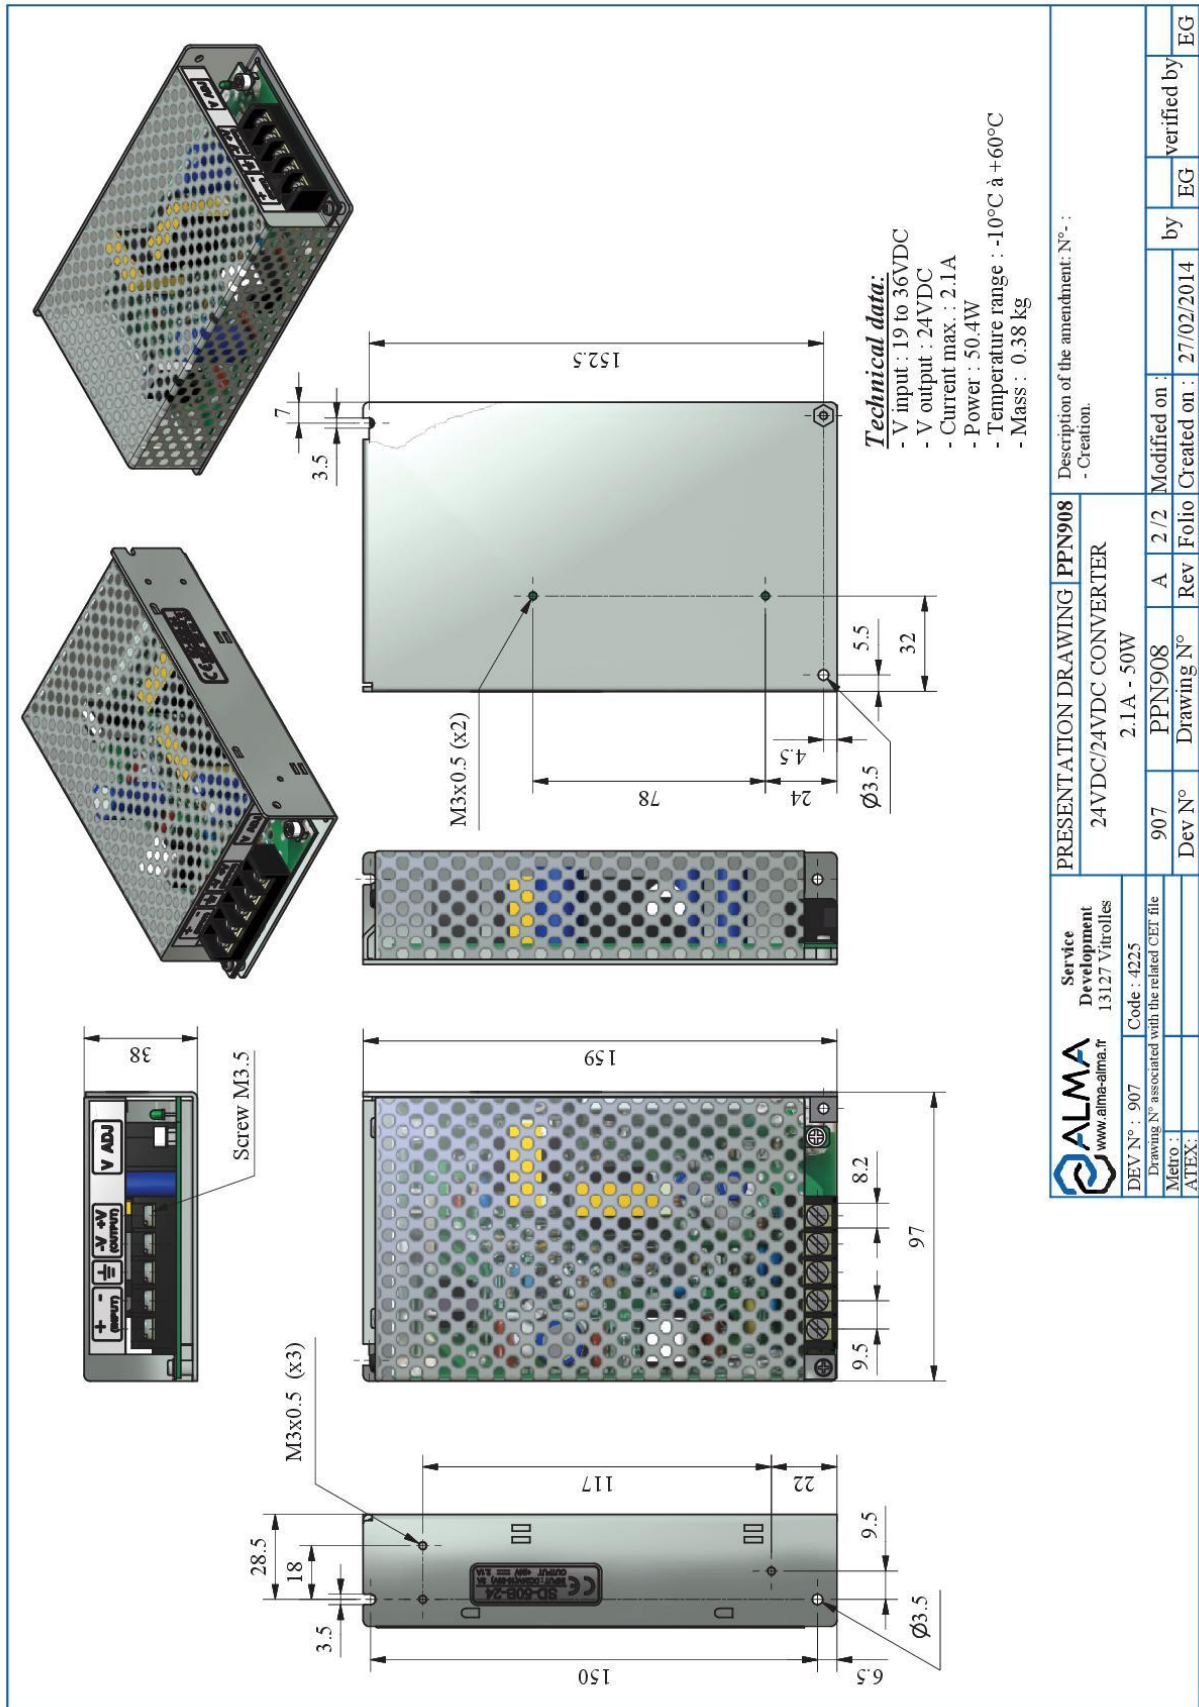 V ADJ
-V +V
(OUTPUT)
+ -
(INPUT)
38
Screw M3.5
3.5
7
152.5
M3x0.5 (x2)
78
24
4.5
5.5
32
Ø3.5
Technical data:
- V input : 19 to 36VDC
- V output : 24VDC
- Current max. : 2.1A
- Power : 50.4W
- Temperature range : -10°C à +60°C
- Mass : 0.38 kg
159
8.2
9.5
97
M3x0.5 (x3)
28.5
18
3.5
117
22
9.5
150
6.5
Ø3.5
SD-50B-24
CE
ALMA
www.alma-alma.fr
Service
Development
13127 Vitrolles
DEV N° : 907
Code : 4225
Drawing N° associated with the related CET file
Metro :
ATEX:
PRESENTATION DRAWING PPN908
24VDC/24VDC CONVERTER
2.1A - 50W
907 PPN908 A 2/2
Dev N° Drawing N° Rev Folio
Description of the amendment: N°- :
- Creation.
Modified on : by verified by
Created on : 27/02/2014 EG EG